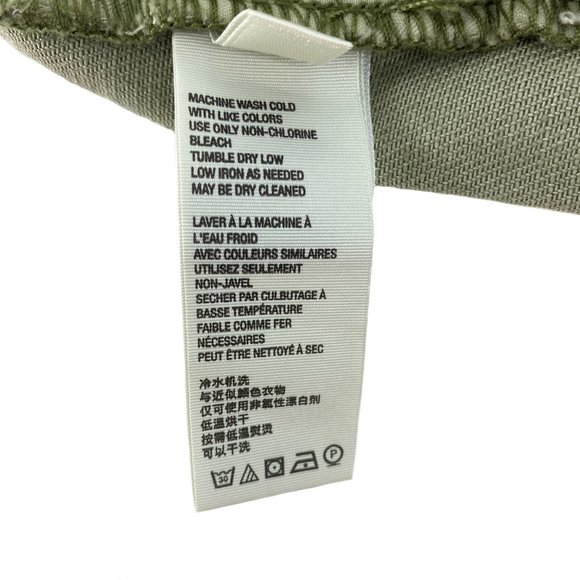 MACHINE WASH COLD
WITH LIKE COLORS
USE ONLY NON-CHLORINE
BLEACH
TUMBLE DRY LOW
LOW IRON AS NEEDED
MAY BE DRY CLEANED
LAVER À LA MACHINE À
L'EAU FROID
AVEC COULEURS SIMILAIRES
UTILISEZ SEULEMENT
NON-JAVEL
SECHER PAR CULBUTAGE À
BASSE TEMPÉRATURE
FAIBLE COMME FER
NÉCESSAIRES
PEUT ÊTRE NETTOYÉ À SEC
冷水机洗
与近似颜色衣物
仅可使用非氯性漂白剂
低温烘干
按需低温熨烫
可以干洗
30 P